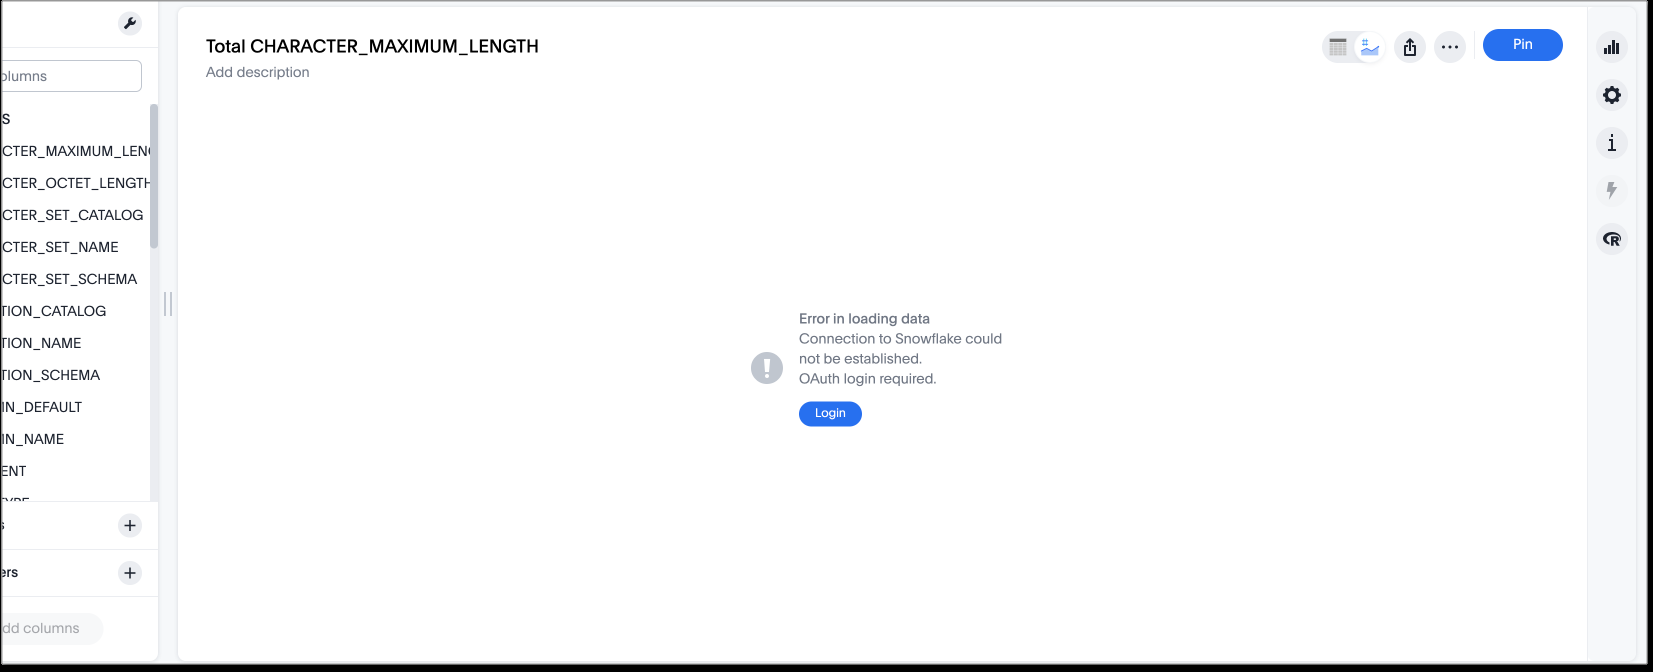 olumns
S
CTER_MAXIMUM_LEN
CTER_OCTET_LENGTH
CTER_SET_CATALOG
CTER_SET_NAME
CTER_SET_SCHEMA
TION_CATALOG
TION_NAME
TION_SCHEMA
IN_DEFAULT
IN_NAME
ENT
s
ers
dd columns
Total CHARACTER_MAXIMUM_LENGTH
Add description
Pin
Error in loading data
Connection to Snowflake could
not be established.
OAuth login required.
Login